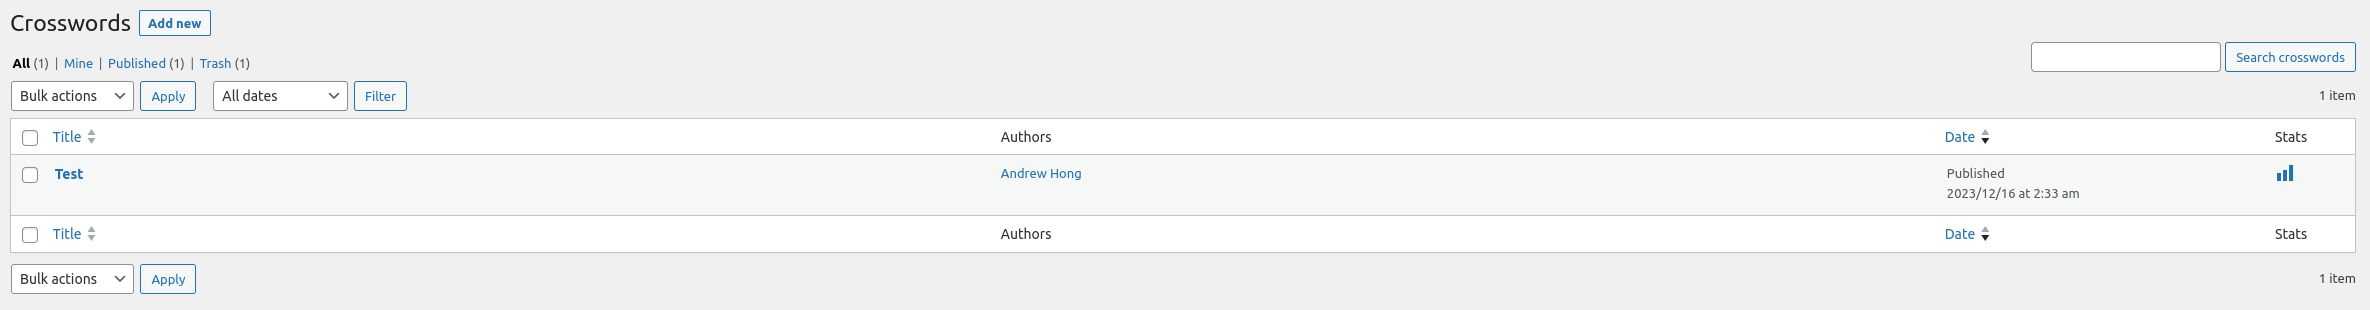 Crosswords Add new
All (1) | Mine | Published (1) | Trash (1)
Search crosswords
Bulk actions Apply All dates Filter 1 item
Title Authors Date Stats
Test Andrew Hong Published
2023/12/16 at 2:33 am
Title Authors Date Stats
Bulk actions Apply 1 item